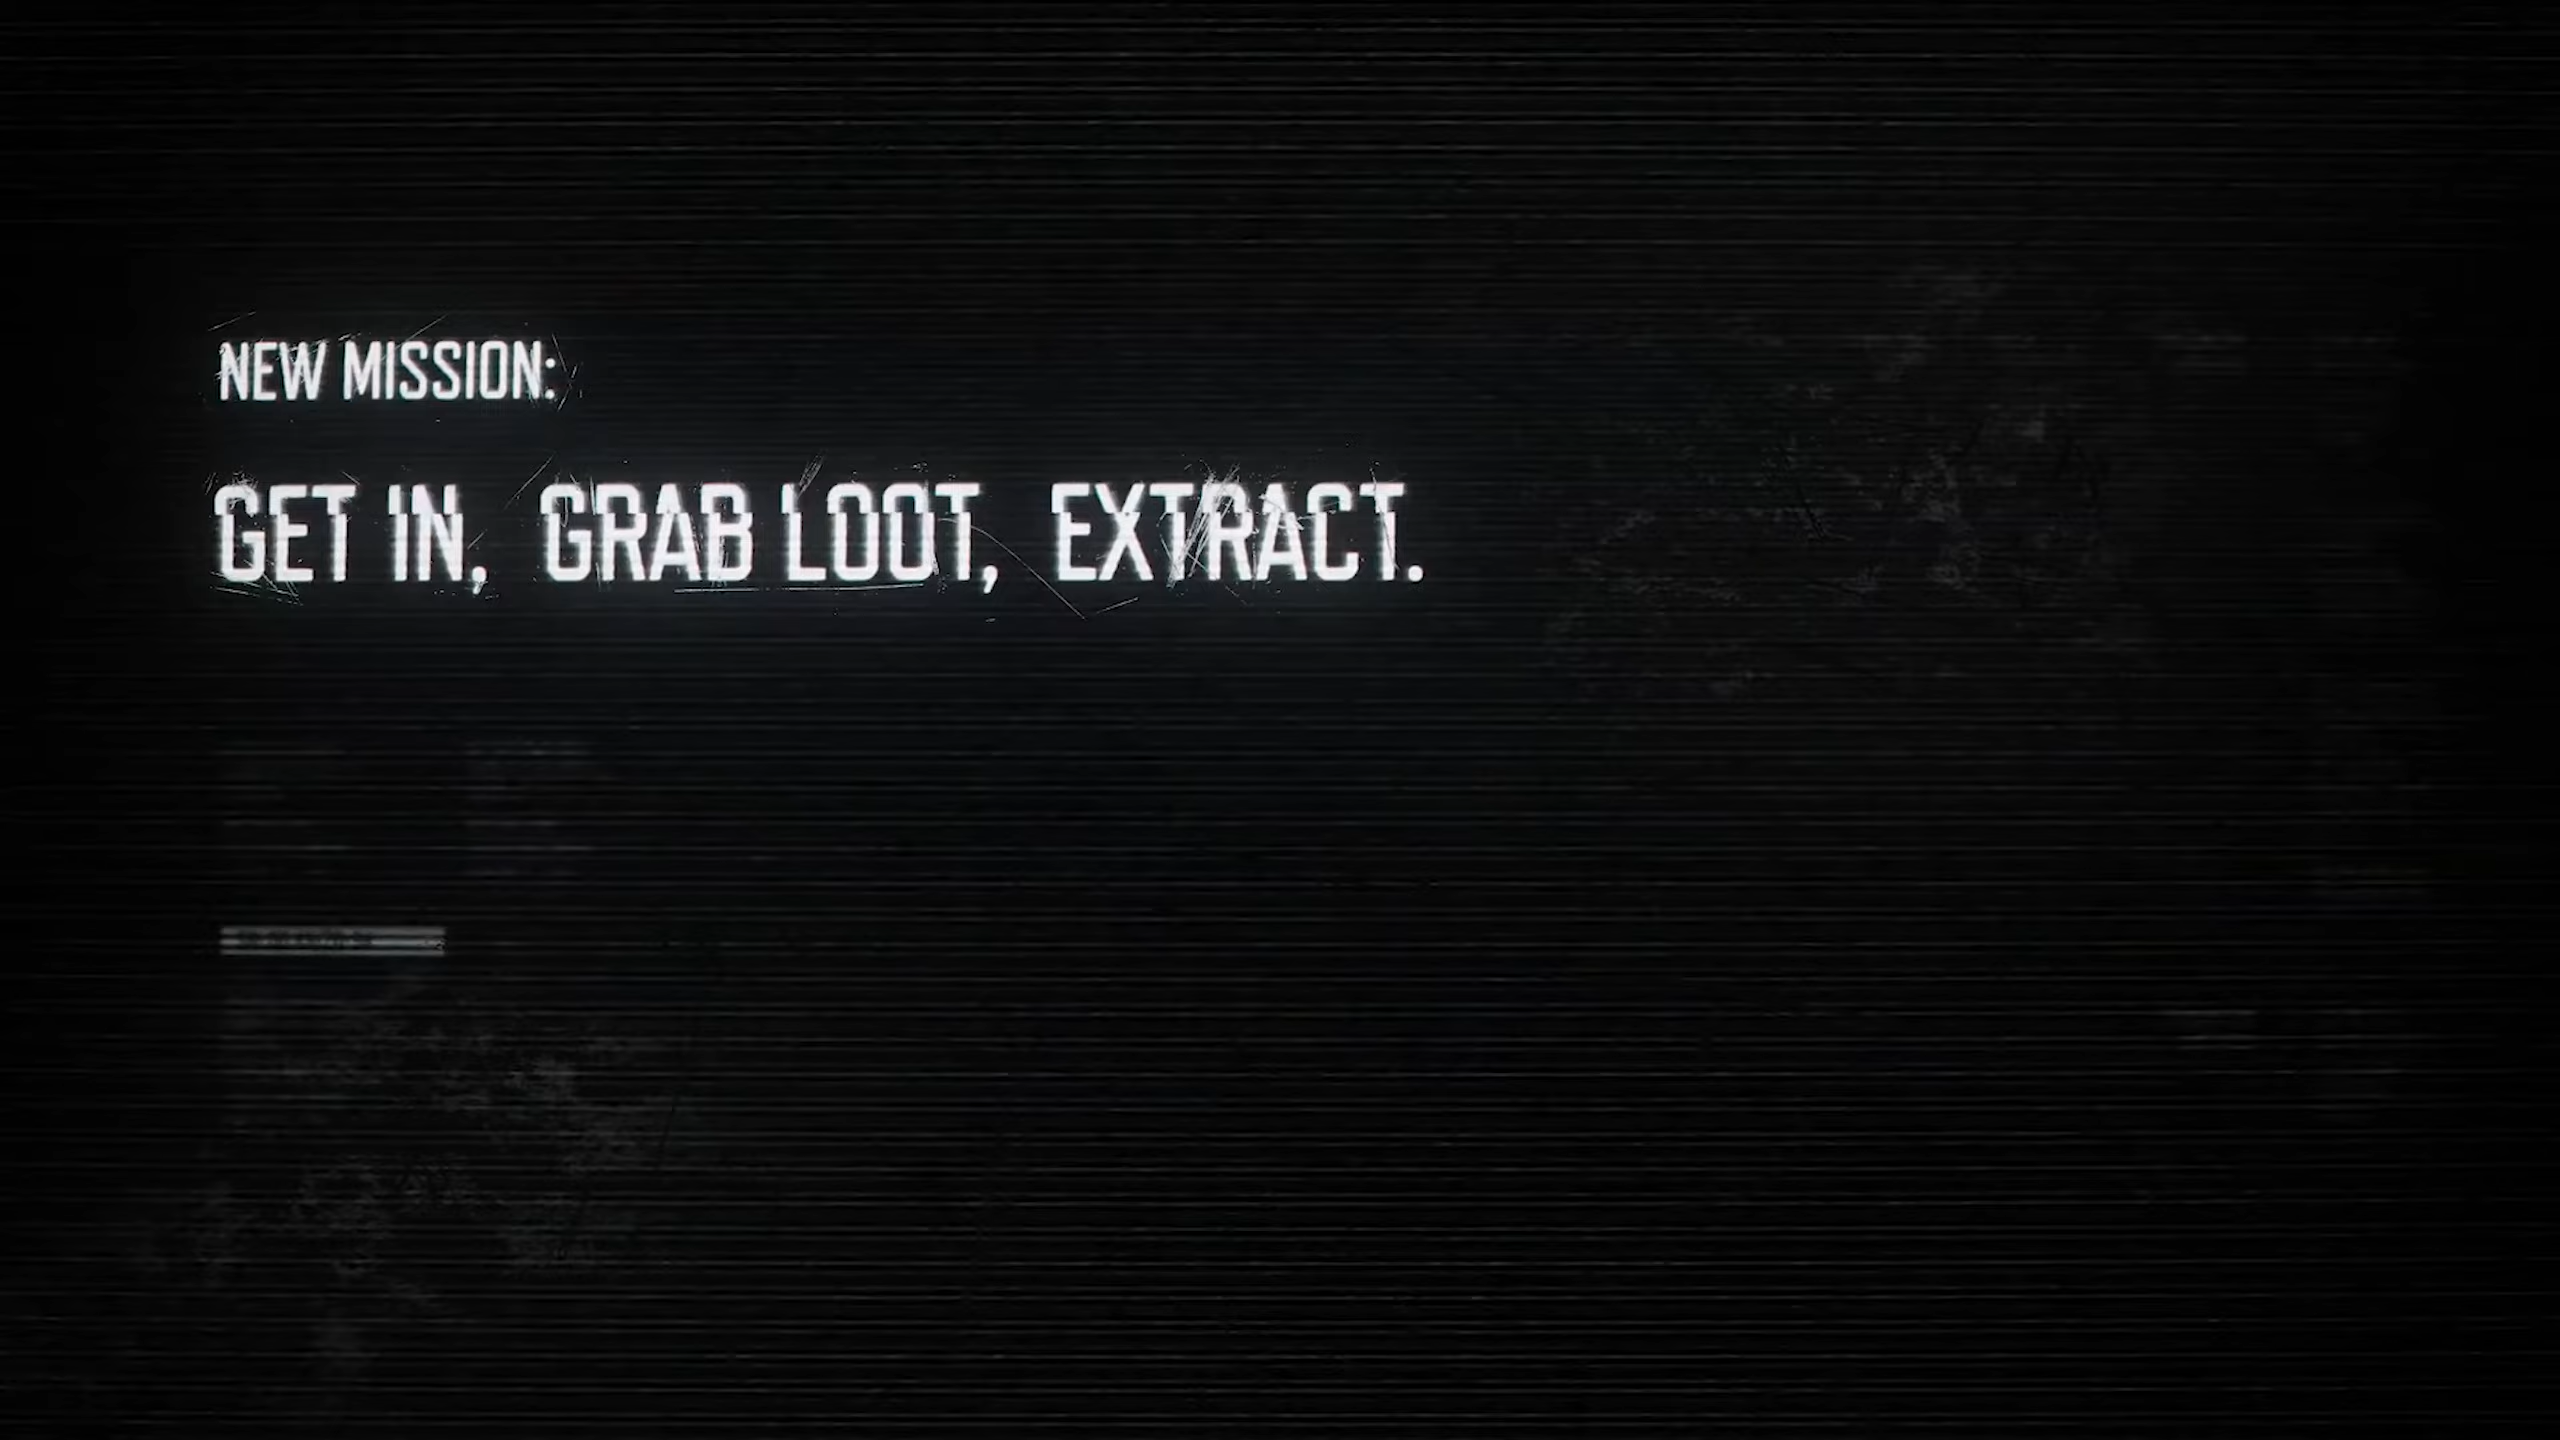 NEW MISSION:
GET IN, GRAB LOOT, EXTRACT.